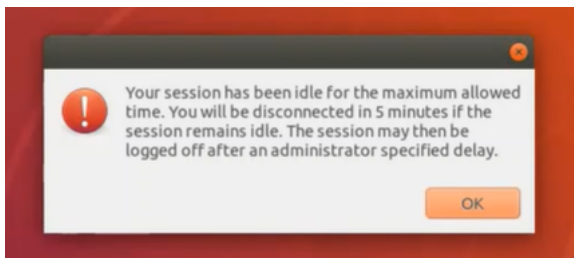 Your session has been idle for the maximum allowed
time. You will be disconnected in 5 minutes if the
session remains idle. The session may then be
logged off after an administrator specified delay.
OK